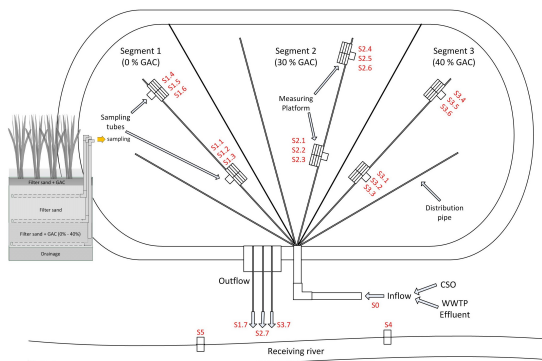 Segment 1
(0 % GAC)
Segment 2
(30 % GAC)
Segment 3
(40 % GAC)
S1.4
S1.5
S1.6
S2.4
S2.5
S2.6
S3.4
S3.5
S3.6
Sampling
tubes
Measuring
Platform
S1.1
S1.2
S1.3
S2.1
S2.2
S2.3
S3.1
S3.2
S3.3
sampling
Filter sand + GAC
Filter sand
Filter sand + GAC (0% - 40%)
Drainage
Distribution
pipe
Outflow
CSO
Inflow
S0
WWTP
Effluent
S1.7
S2.7
S3.7
S5
S4
Receiving river